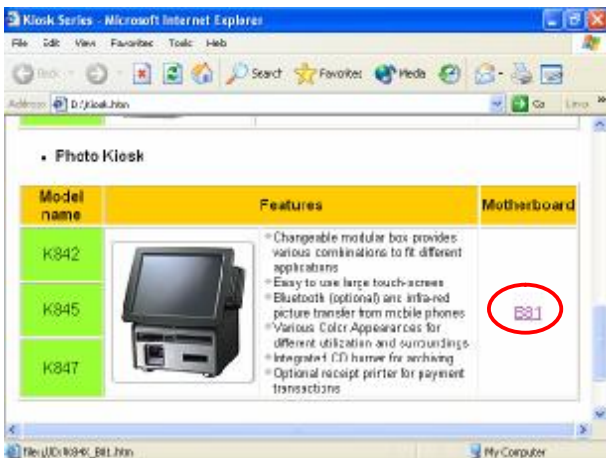 Kiosk Series - Microsoft Internet Explorer
File Edit View Favorites Tools Help
Back Search Favorites Media
Address D:\Kiosk.htm Go Links »
• Photo Kiosk
Model name Features Motherboard
K842
K845
K847
Changeable modular box provides
various combinations to fit different
applications
Easy to use large touch-screen
Bluetooth (optional) and infra-red
picture transfer from mobile phones
Various Color Appearances for
different utilization and surroundings
Integrated CD burner for archiving
Optional receipt printer for payment
transactions
B81
My Computer